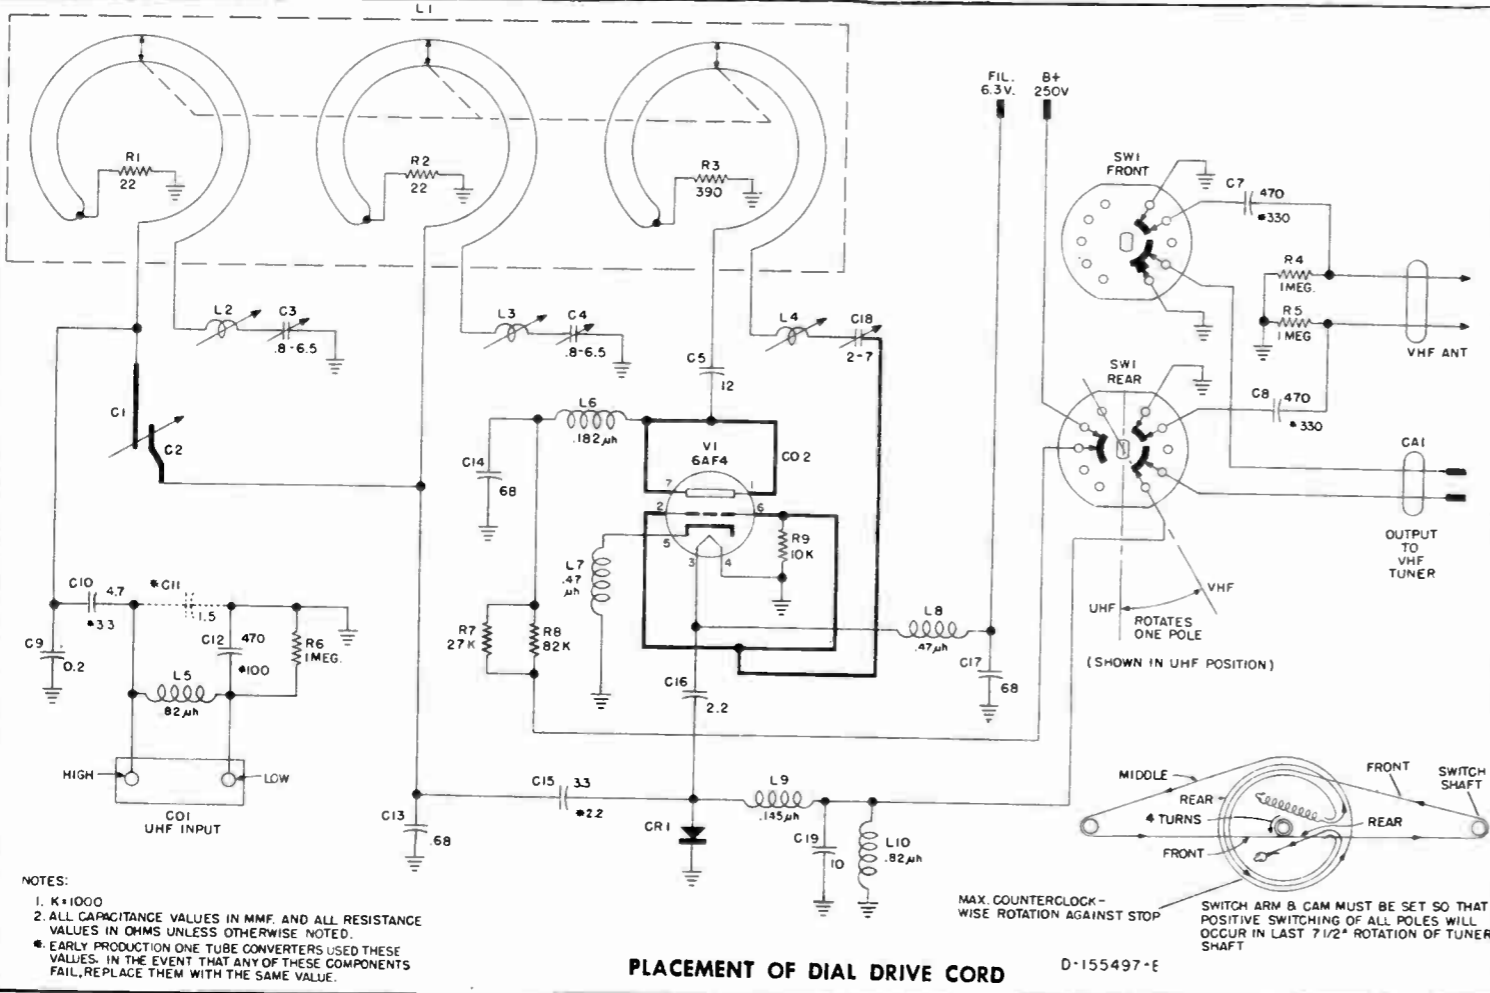 L1
R1
22
R2
22
R3
390
FIL.
6.3V.
B+
250V
SW1
FRONT
C7
470
*330
R4
1MEG.
R5
1MEG
VHF ANT
L2
C3
.8-6.5
L3
C4
.8-6.5
L4
C18
2-7
C5
12
SW1
REAR
C8
470
*330
C1
C2
L6
.182µh
C14
68
V1
6AF4
CO2
7
1
2
6
5
3
4
R9
10K
L7
.47
µh
CA1
OUTPUT
TO
VHF
TUNER
UHF
VHF
ROTATES
ONE POLE
(SHOWN IN UHF POSITION)
C10
4.7
*3.3
*C11
1.5
C9
0.2
C12
470
*100
R6
1MEG.
L5
.82µh
HIGH
LOW
CO1
UHF INPUT
R7
27K
R8
82K
L8
.47µh
C17
68
C16
2.2
C13
.68
C15
3.3
*2.2
CR1
L9
.145µh
C19
10
L10
.82µh
MIDDLE
REAR
4 TURNS
FRONT
FRONT
REAR
SWITCH
SHAFT
MAX. COUNTERCLOCK-
WISE ROTATION AGAINST STOP
SWITCH ARM & CAM MUST BE SET SO THAT
POSITIVE SWITCHING OF ALL POLES WILL
OCCUR IN LAST 7 1/2° ROTATION OF TUNER
SHAFT
NOTES:
1. K=1000
2. ALL CAPACITANCE VALUES IN MMF. AND ALL RESISTANCE
VALUES IN OHMS UNLESS OTHERWISE NOTED.
*. EARLY PRODUCTION ONE TUBE CONVERTERS USED THESE
VALUES. IN THE EVENT THAT ANY OF THESE COMPONENTS
FAIL, REPLACE THEM WITH THE SAME VALUE.
PLACEMENT OF DIAL DRIVE CORD
D-155497-E